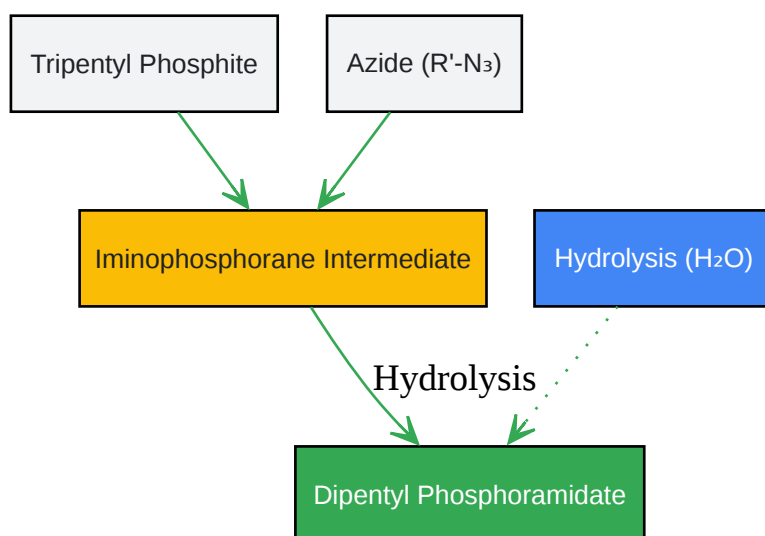 Tripentyl Phosphite
Azide (R'-N₃)
Iminophosphorane Intermediate
Hydrolysis (H₂O)
Hydrolysis
Dipentyl Phosphoramidate